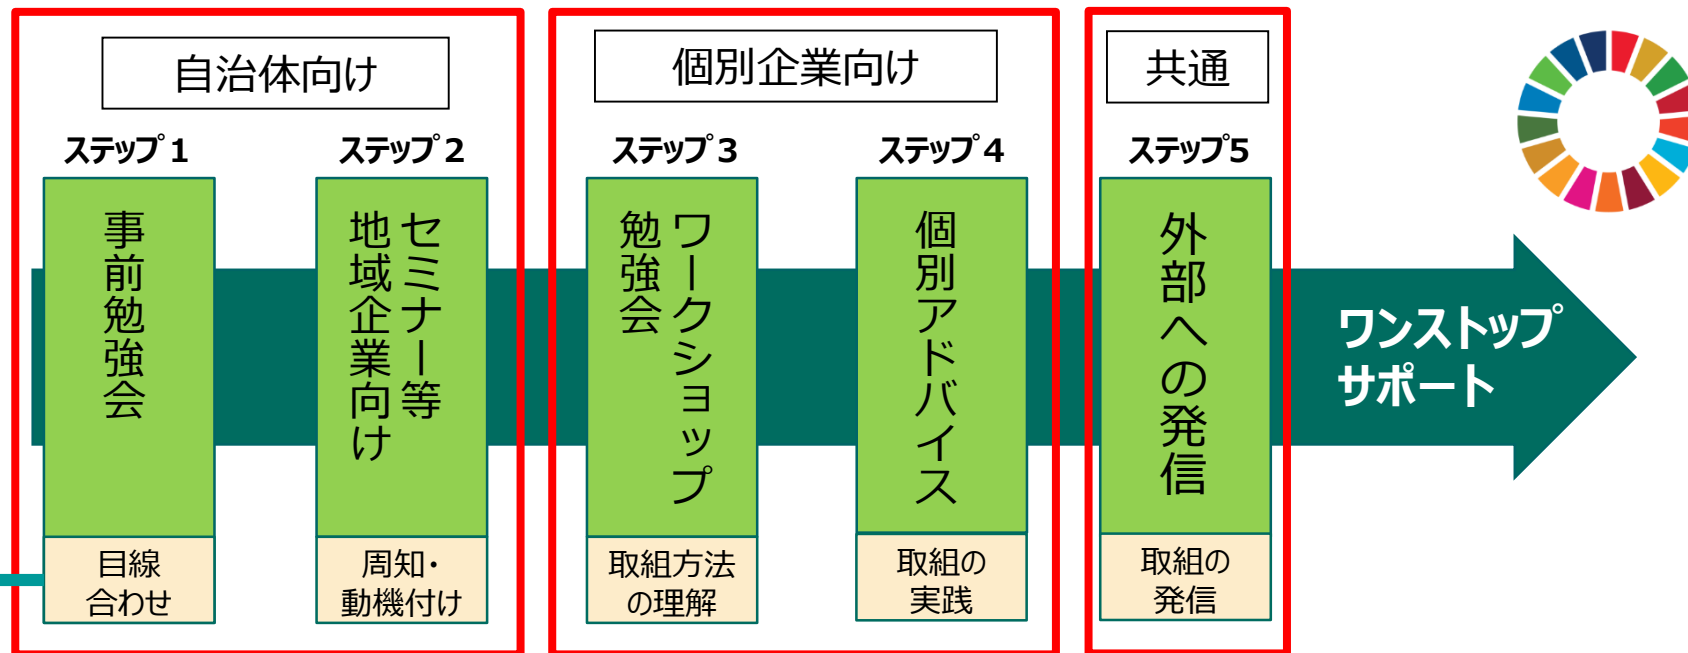 自治体向け
ステップ1
事前勉強会
目線
合わせ
ステップ2
セミナー等
地域企業向け
周知・
動機付け
個別企業向け
ステップ3
ワークショップ
勉強会
取組方法
の理解
ステップ4
個別アドバイス
取組の
実践
共通
ステップ5
外部への発信
取組の
発信
ワンストップ
サポート